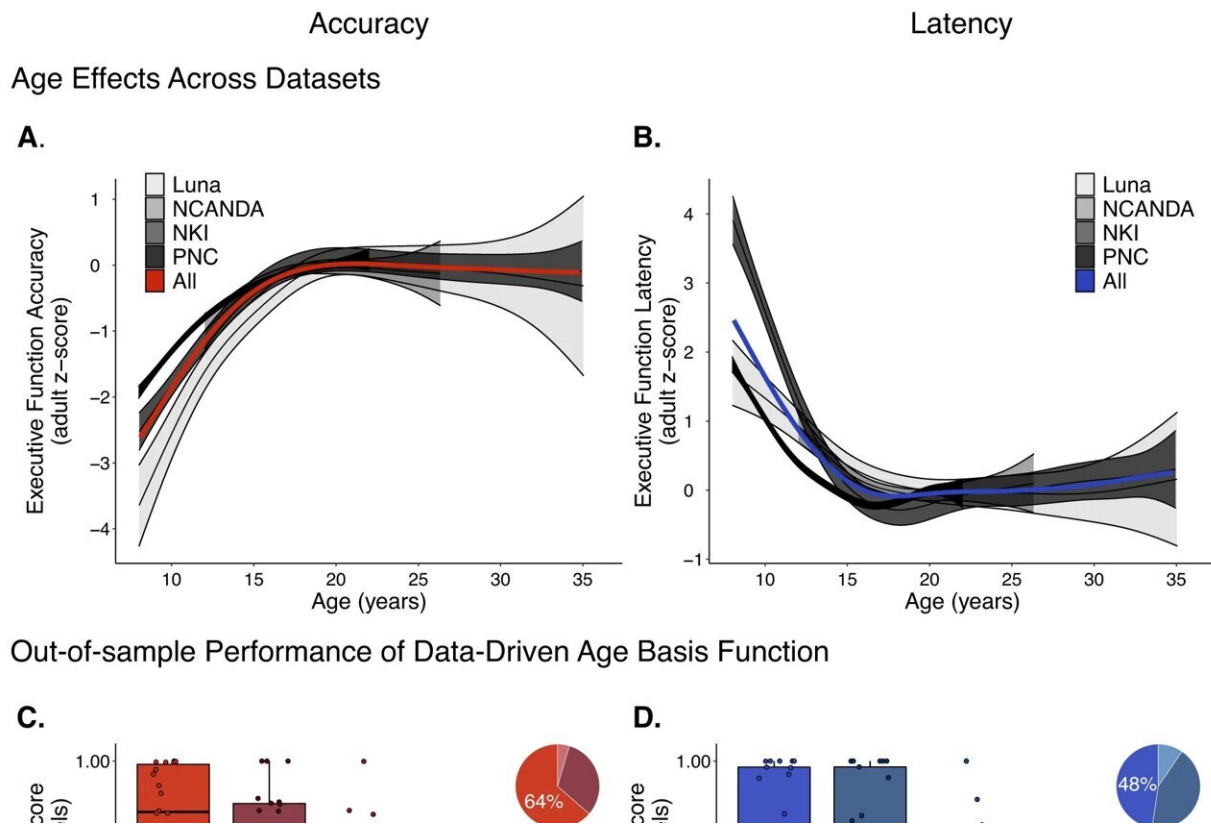 Accuracy
Latency
Age Effects Across Datasets
A.
Luna
NCANDA
NKI
PNC
All
1
0
−1
−2
−3
−4
Executive Function Accuracy
(adult z−score)
10
15
20
25
30
35
Age (years)
B.
Luna
NCANDA
NKI
PNC
All
4
3
2
1
0
−1
Executive Function Latency
(adult z−score)
10
15
20
25
30
35
Age (years)
Out-of-sample Performance of Data-Driven Age Basis Function
C.
1.00
64%
D.
1.00
48%